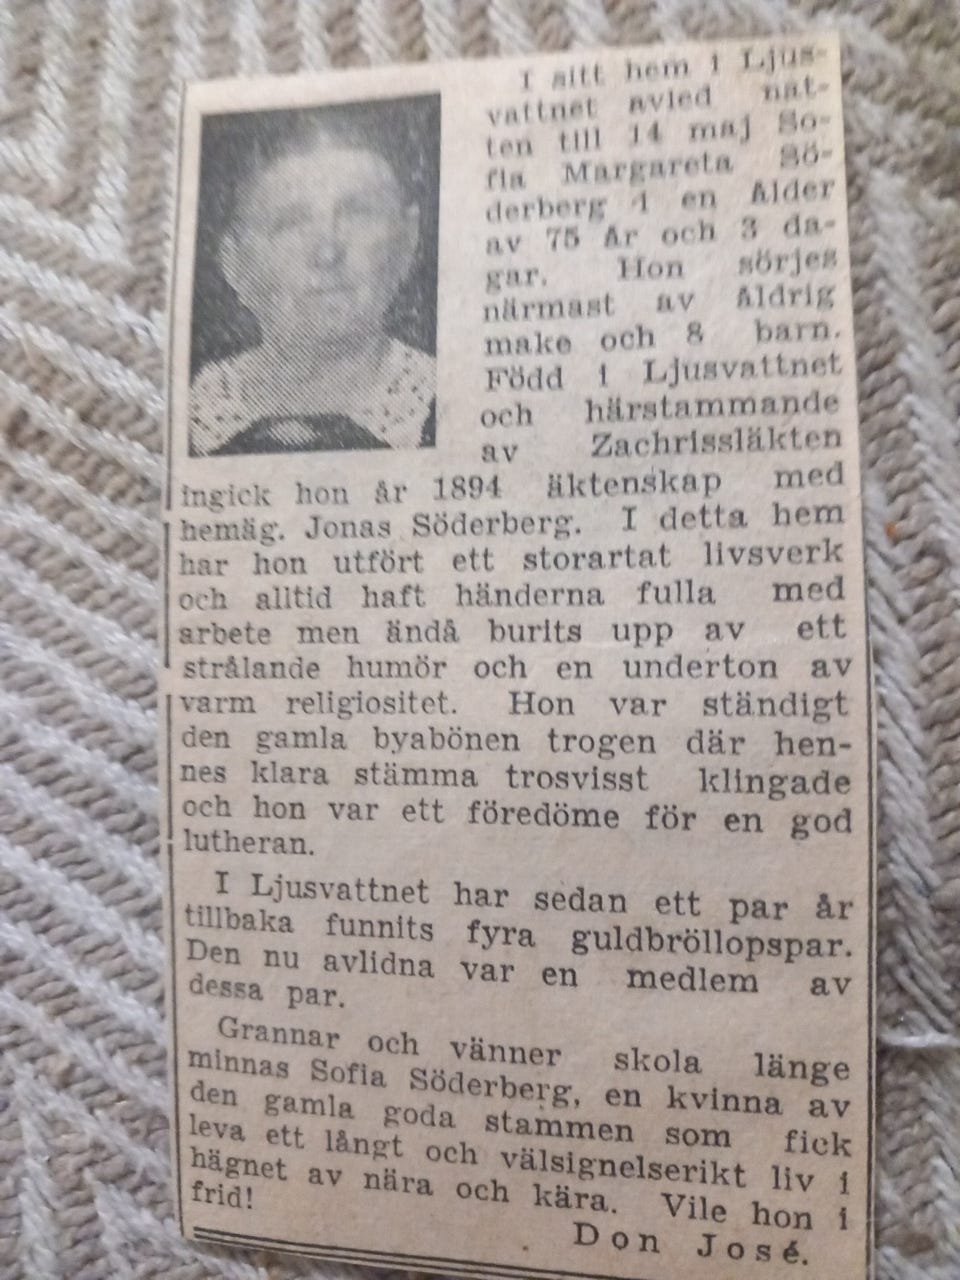 I sitt hem i Ljus-
vattnet avled nat-
ten till 14 maj So-
fia Margareta Sö-
derberg i en ålder
av 75 år och 3 da-
gar. Hon sörjes
närmast av åldrig
make och 8 barn.
Född i Ljusvattnet
och härstammande
av Zachrissläkten
ingick hon år 1894 äktenskap med
hemäg. Jonas Söderberg. I detta hem
har hon utfört ett storartat livsverk
och alltid haft händerna fulla med
arbete men ändå burits upp av ett
strålande humör och en underton av
varm religiositet. Hon var ständigt
den gamla byabönen trogen där hen-
nes klara stämma trosvisst klingade
och hon var ett föredöme för en god
lutheran.
I Ljusvattnet har sedan ett par år
tillbaka funnits fyra guldbröllopspar.
Den nu avlidna var en medlem av
dessa par.
Grannar och vänner skola länge
minnas Sofia Söderberg, en kvinna av
den gamla goda stammen som fick
leva ett långt och välsignelserikt liv i
hägnet av nära och kära. Vile hon i
frid!
Don José.